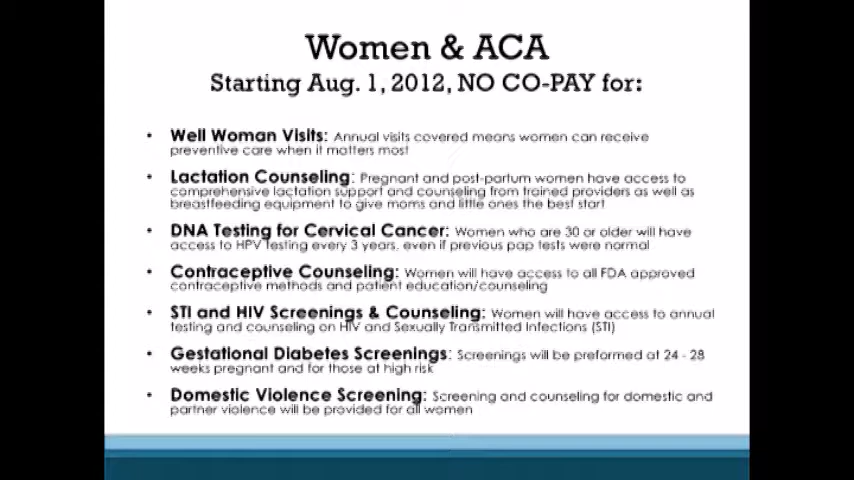 Women & ACA
Starting Aug. 1, 2012, NO CO-PAY for:
• Well Woman Visits: Annual visits covered means women can receive
preventive care when it matters most
• Lactation Counseling: Pregnant and post-partum women have access to
comprehensive lactation support and counseling from trained providers as well as
breastfeeding equipment to give moms and little ones the best start
• DNA Testing for Cervical Cancer: Women who are 30 or older will have
access to HPV Testing every 3 years, even if previous pap tests were normal
• Contraceptive Counseling: Women will have access to all FDA approved
contraceptive methods and patient education/counseling
• STI and HIV Screenings & Counseling: Women will have access to annual
testing and counseling on HIV and Sexually Transmitted Infections (STI)
• Gestational Diabetes Screenings: Screenings will be preformed at 24 - 28
weeks pregnant and for those at high risk
• Domestic Violence Screening: Screening and counseling for domestic and
partner violence will be provided for all women